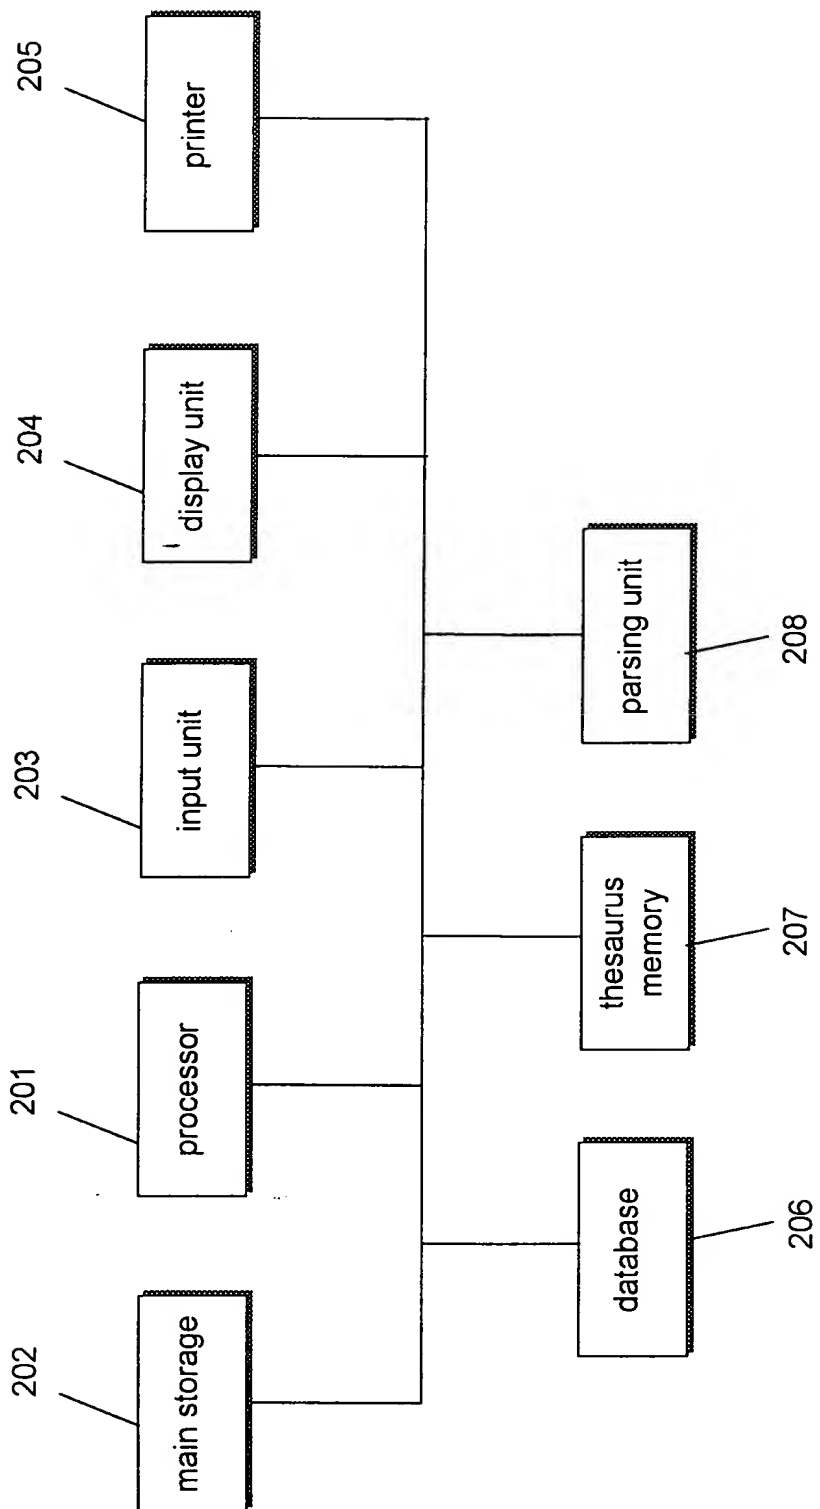 202
201
203
204
205
main storage
processor
input unit
display unit
printer
database
thesaurus
memory
parsing unit
206
207
208